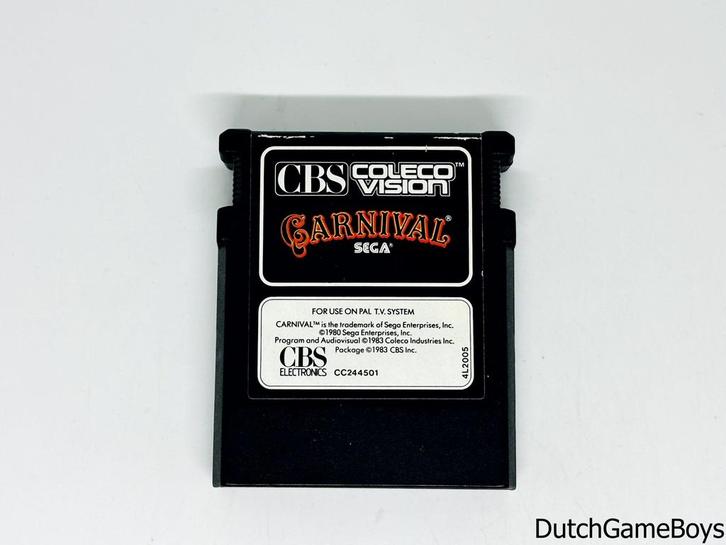 CBS COLECO VISION™
CARNIVAL®
SEGA®
FOR USE ON PAL T.V. SYSTEM
CARNIVAL™ is the trademark of Sega Enterprises, Inc.
©1980 Sega Enterprises, Inc.
Program and Audiovisual ©1983 Coleco Industries Inc.
Package ©1983 CBS Inc.
CBS ELECTRONICS CC244501
4L2005
DutchGameBoys